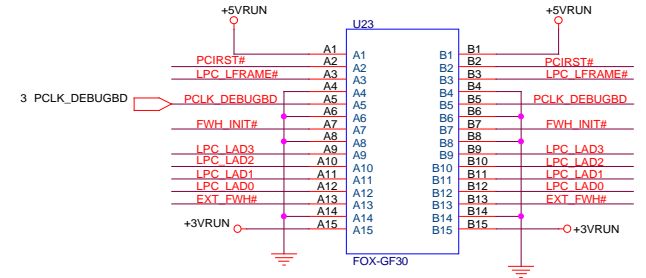 +5VRUN U23 +5VRUN
A1 A1 B1 B1
PCIRST# A2 A2 B2 B2 PCIRST#
LPC_LFRAME# A3 A3 B3 B3 LPC_LFRAME#
A4 A4 B4 B4
3 PCLK_DEBUGBD PCLK_DEBUGBD A5 A5 B5 B5 PCLK_DEBUGBD
A6 A6 B6 B6
FWH_INIT# A7 A7 B7 B7 FWH_INIT#
A8 A8 B8 B8
LPC_LAD3 A9 A9 B9 B9 LPC_LAD3
LPC_LAD2 A10 A10 B10 B10 LPC_LAD2
LPC_LAD1 A11 A11 B11 B11 LPC_LAD1
LPC_LAD0 A12 A12 B12 B12 LPC_LAD0
EXT_FWH# A13 A13 B13 B13 EXT_FWH#
A14 A14 B14 B14
+3VRUN A15 A15 B15 B15 +3VRUN
FOX-GF30